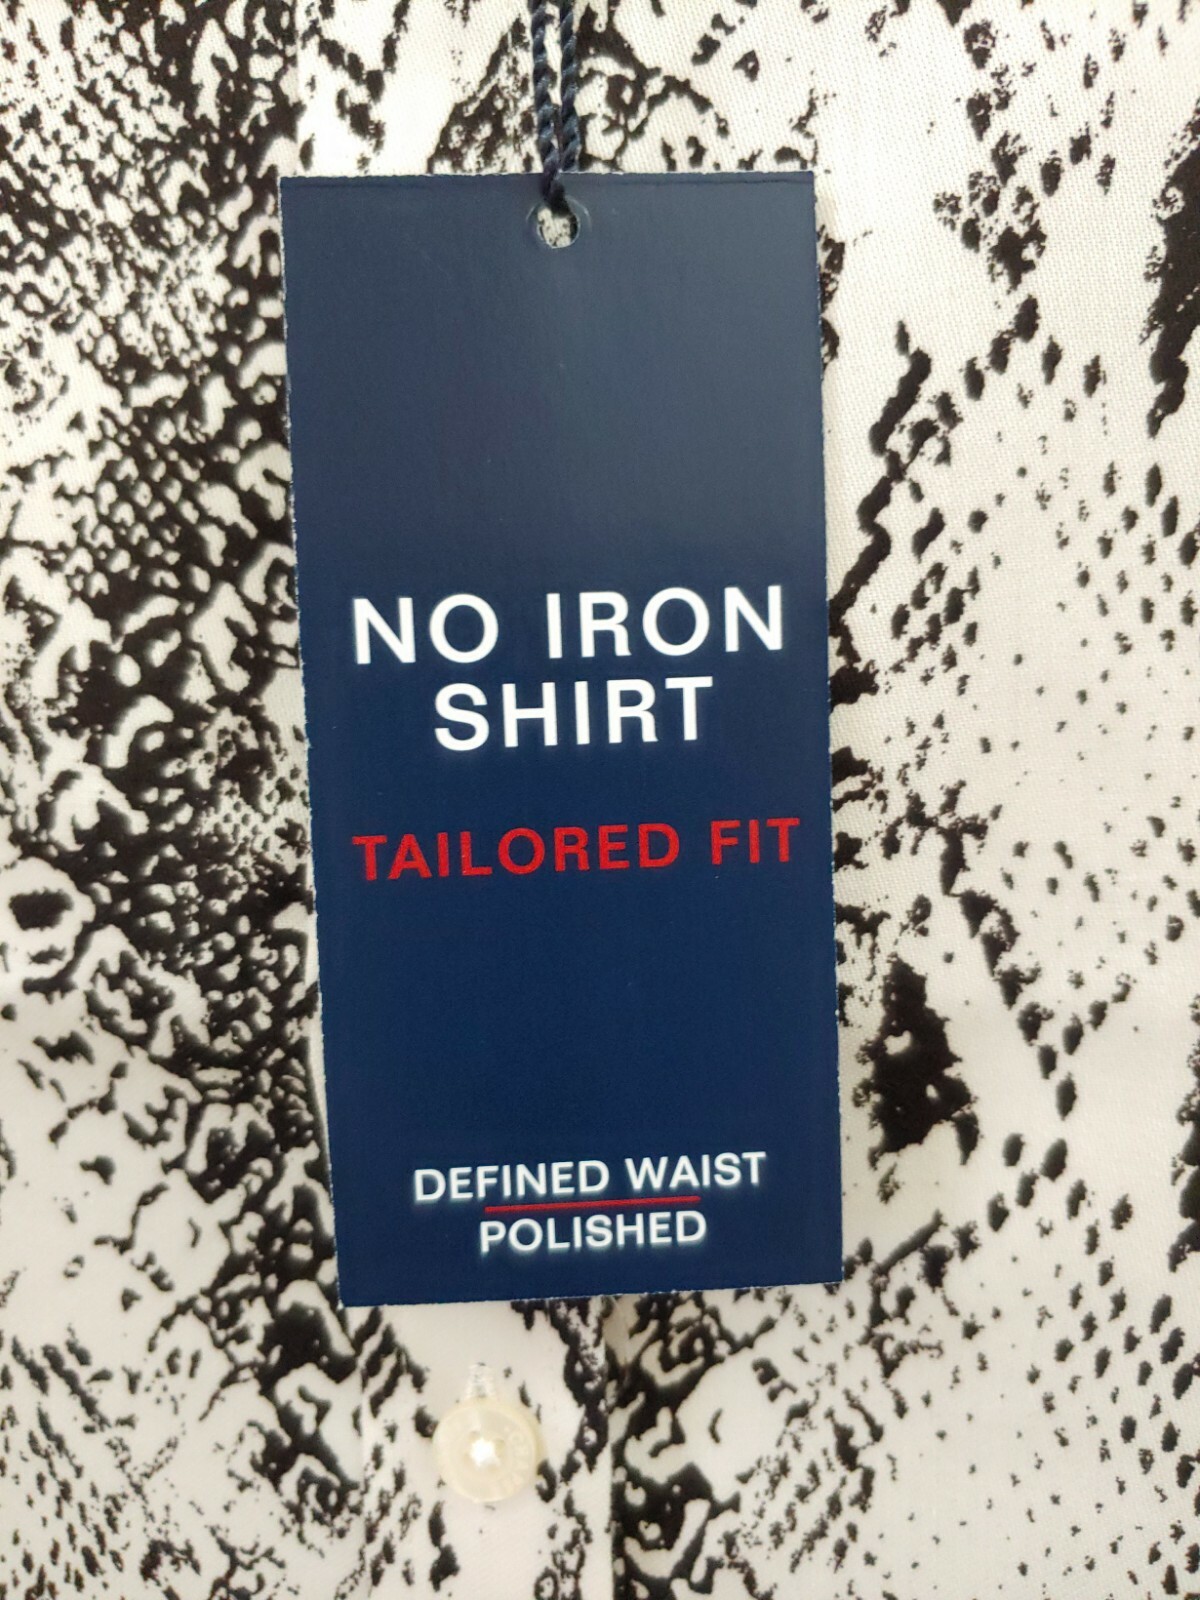 NO IRON
SHIRT
TAILORED FIT
DEFINED WAIST
POLISHED